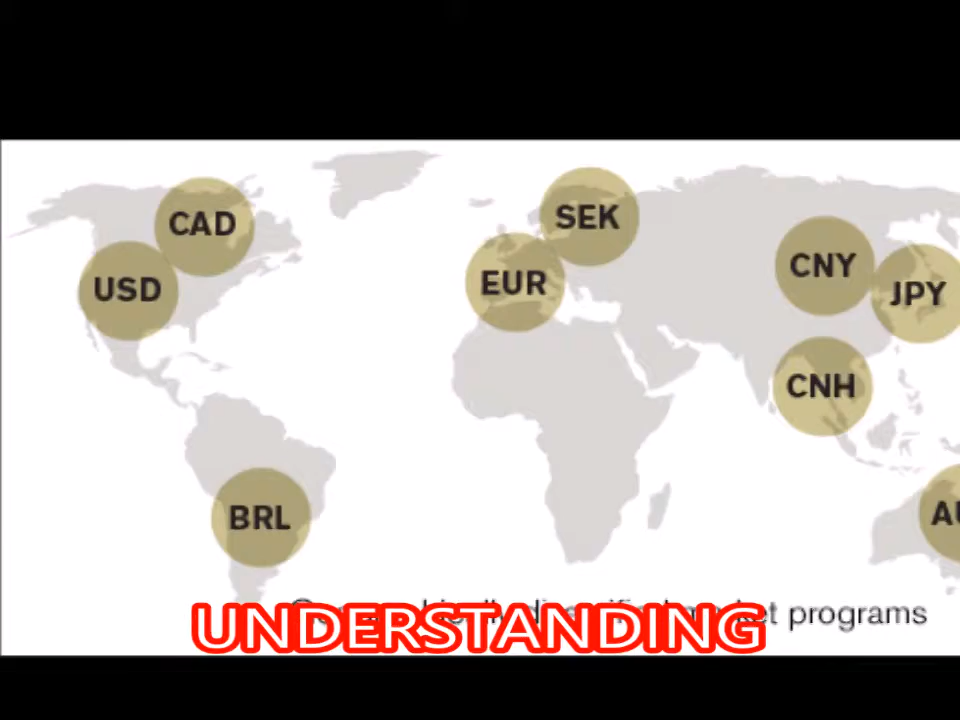 CAD
SEK
USD
EUR
CNY
JPY
CNH
BRL
programs
UNDERSTANDING